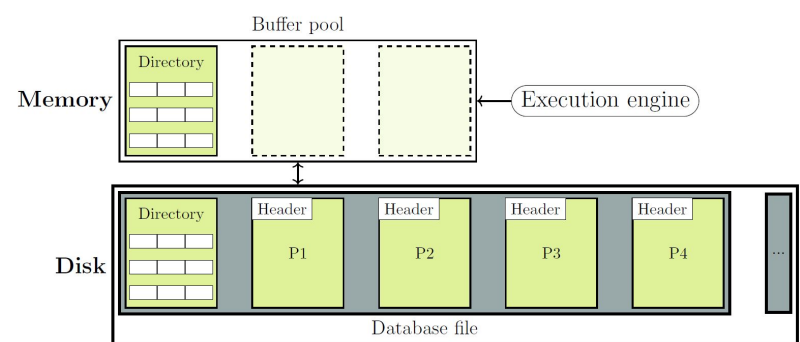 Buffer pool
Directory
Memory
Execution engine
Directory
Header
Header
Header
Header
P1
P2
P3
P4
...
Disk
Database file